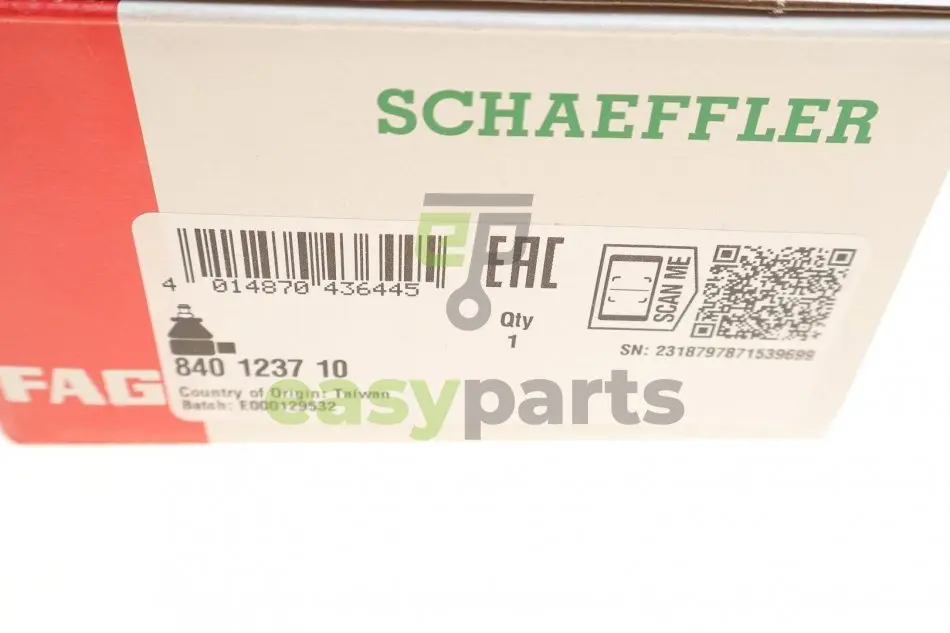 SCHAEFFLER
4 014870 436445
EAC
SCAN ME
Qty
1
SN: 2318797871539699
840 1237 10
Country of Origin: Taiwan
Batch: E000129532
FAG
ep
easyparts